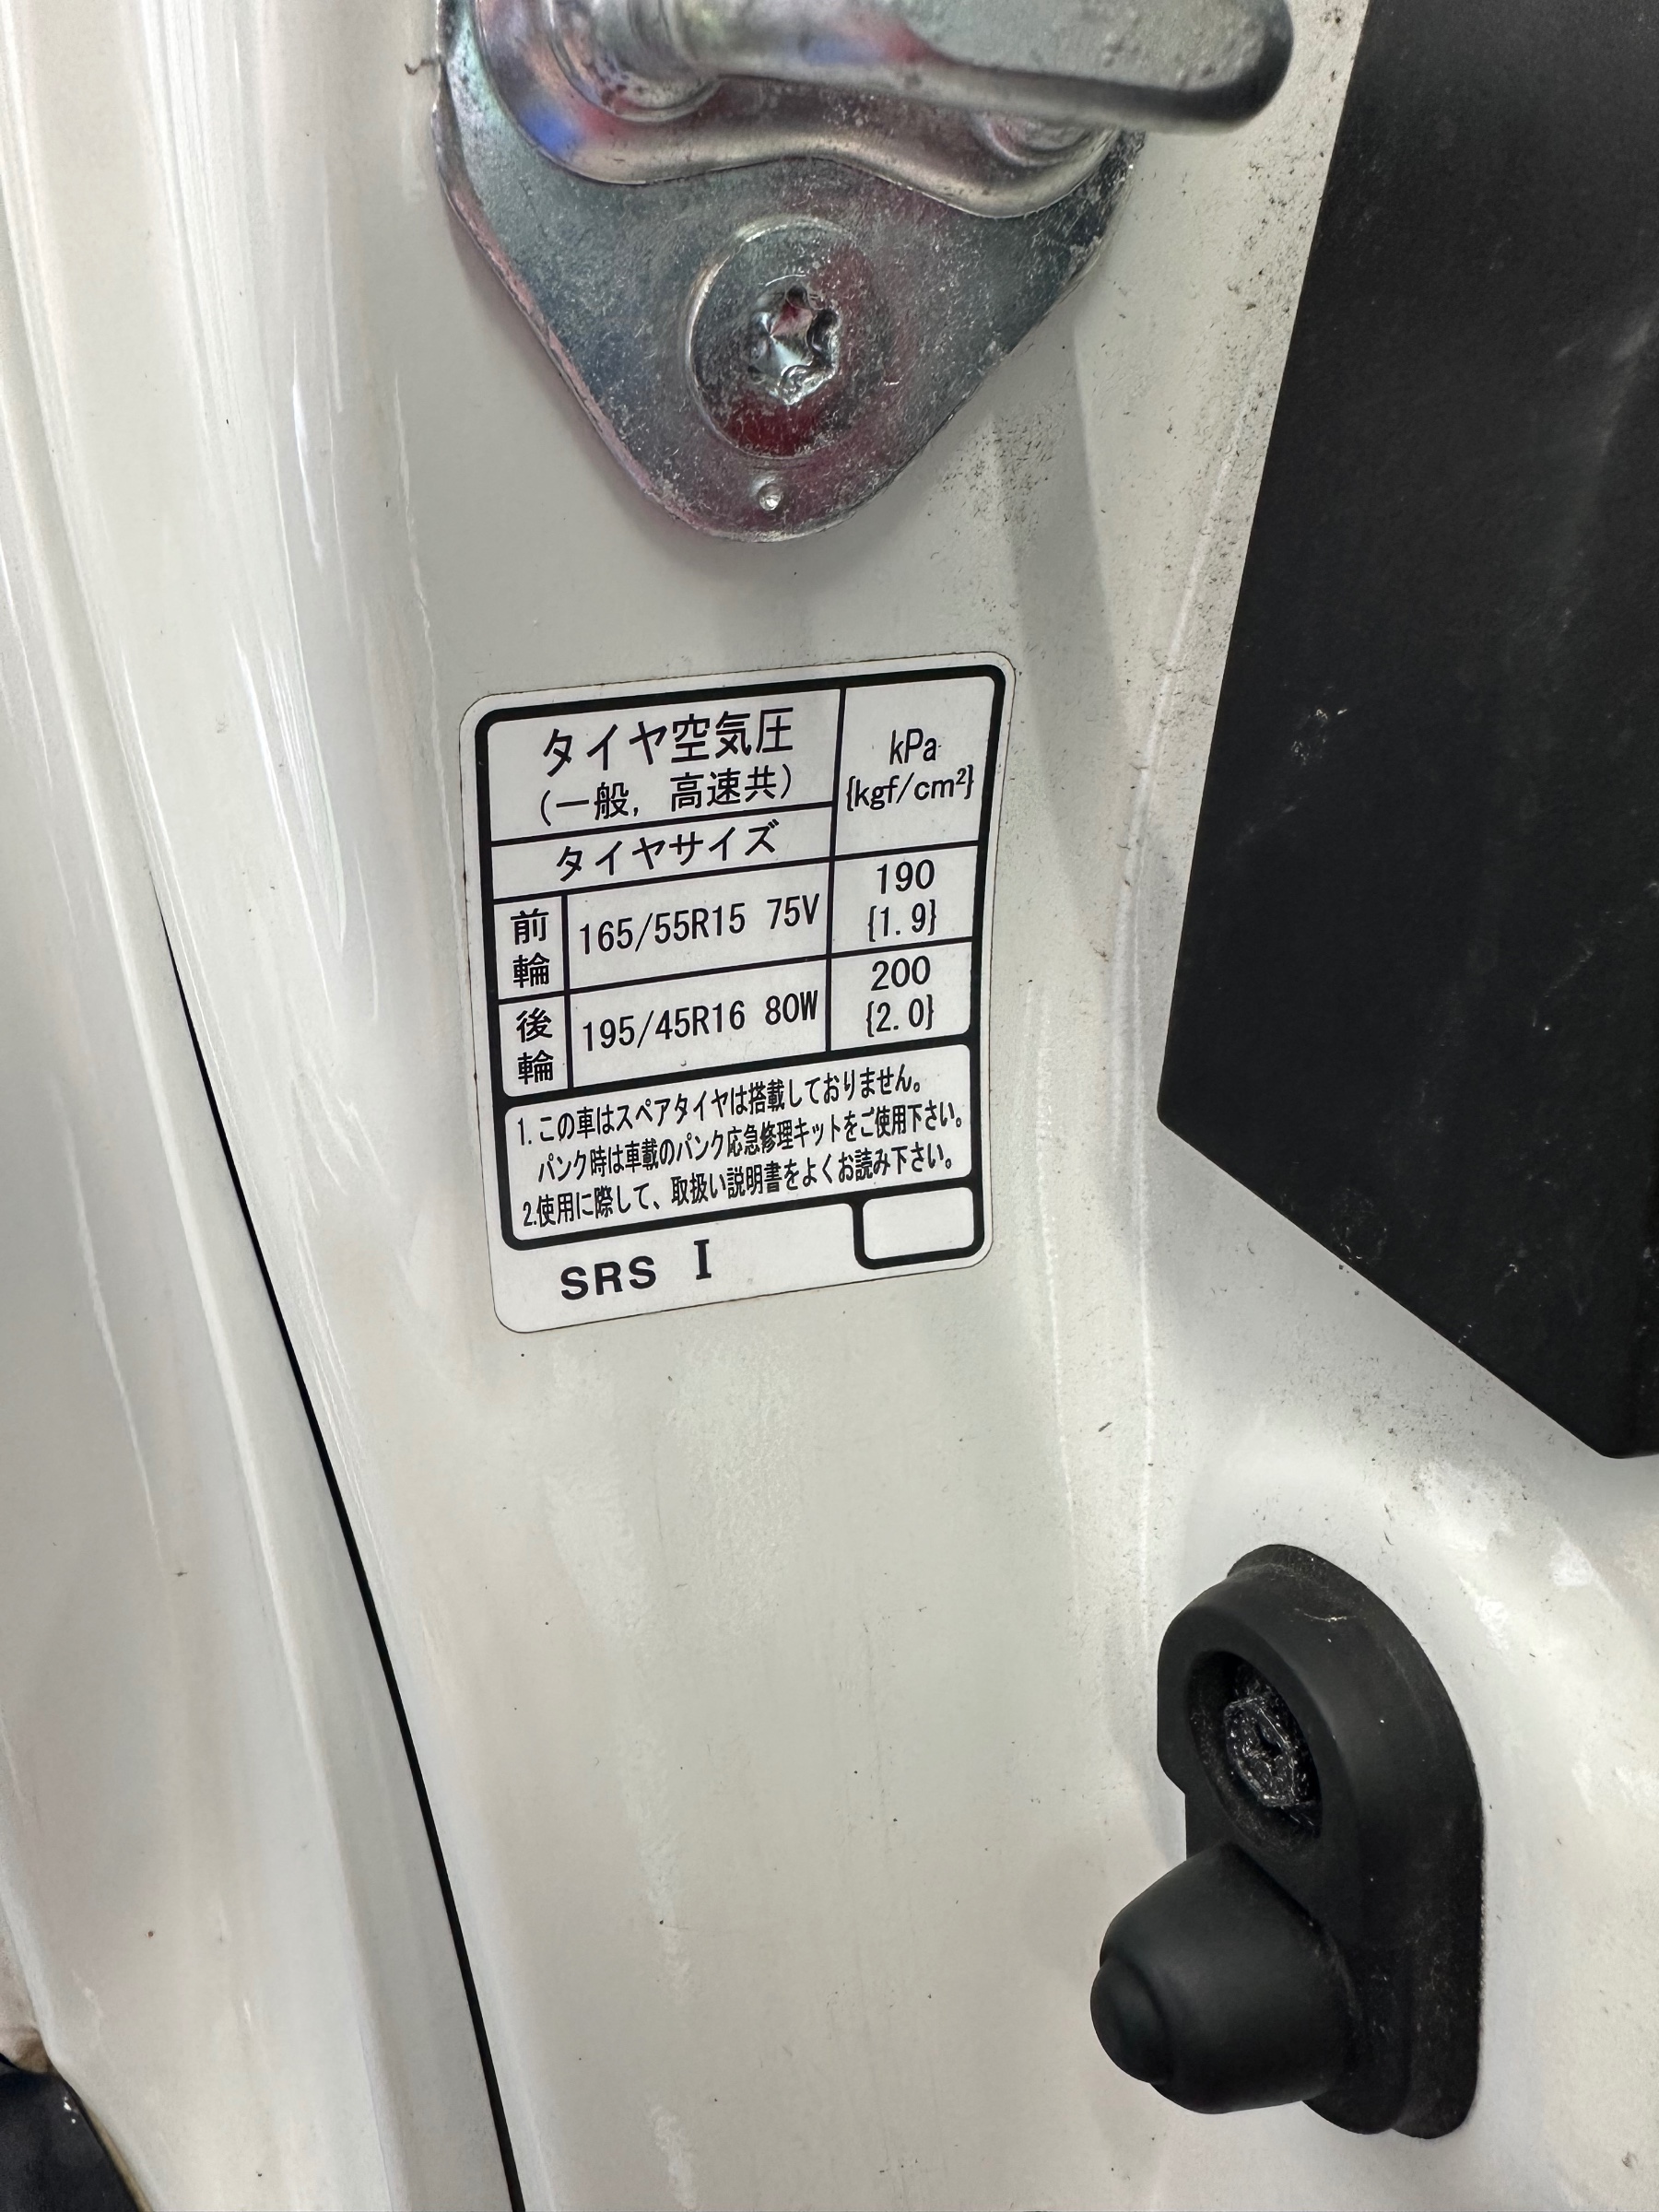 タイヤ空気圧
(一般, 高速共)
kPa
{kgf/cm²}
タイヤサイズ
前輪 165/55R15 75V 190 {1.9}
後輪 195/45R16 80W 200 {2.0}
1.この車はスペアタイヤは搭載しておりません。
パンク時は車載のパンク応急修理キットをご使用下さい。
2.使用に際して、取扱い説明書をよくお読み下さい。
SRS I